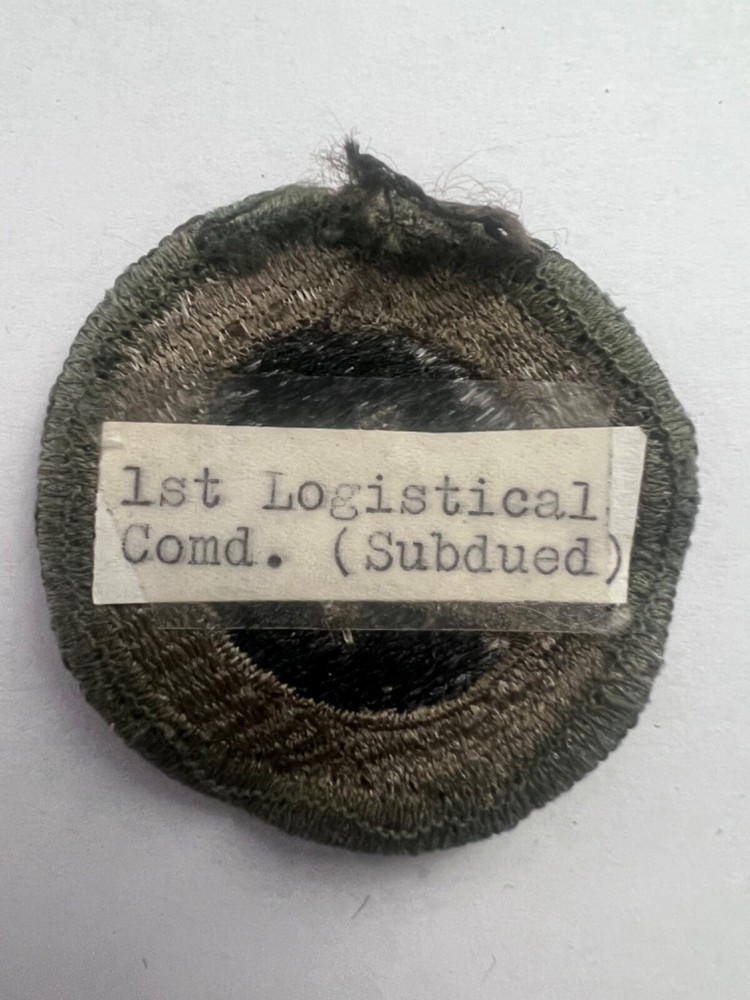 1st Logistical
Comd. (Subdued)